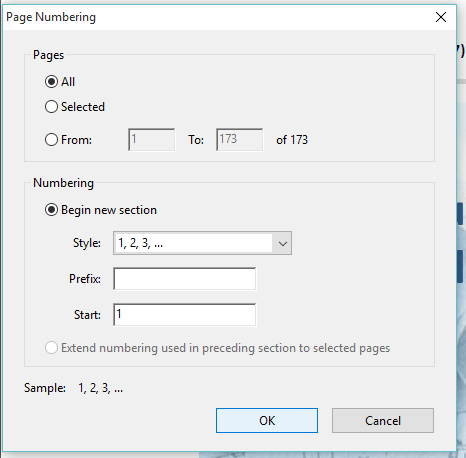 Page Numbering
7)
Pages
All
Selected
From: 1 To: 173 of 173
Numbering
Begin new section
Style: 1, 2, 3, ...
Prefix:
Start: 1
Extend numbering used in preceding section to selected pages
Sample: 1, 2, 3, ...
OK Cancel